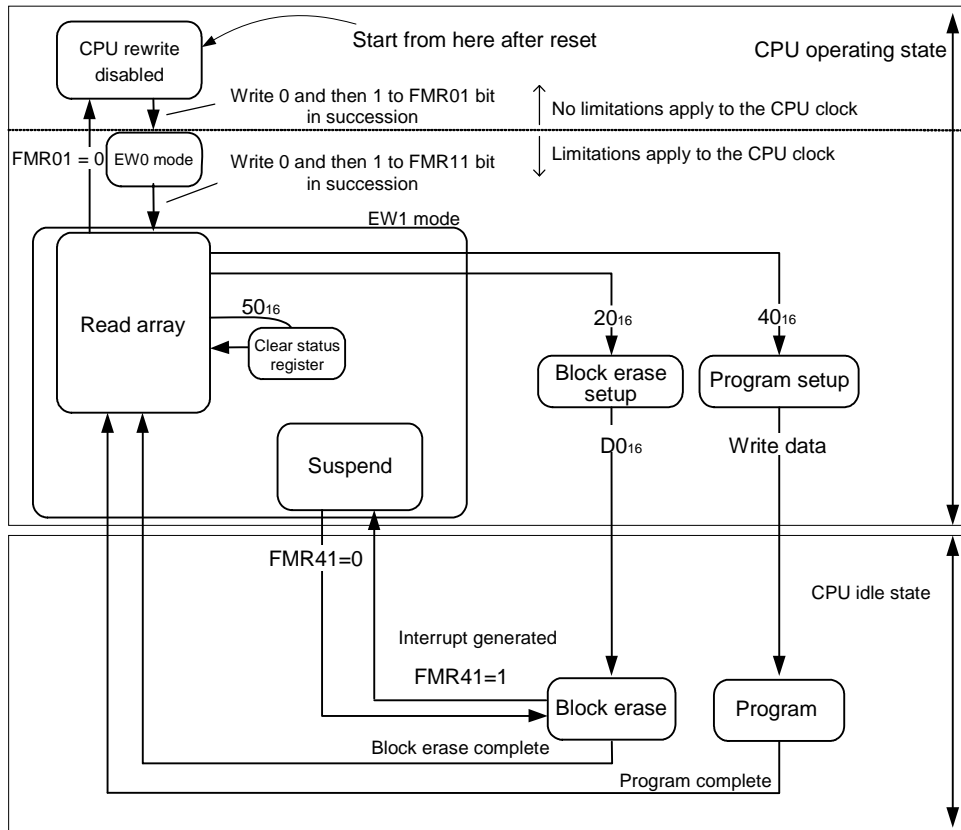 CPU rewrite
disabled
Start from here after reset
CPU operating state
Write 0 and then 1 to FMR01 bit
in succession
No limitations apply to the CPU clock
FMR01 = 0
EW0 mode
Limitations apply to the CPU clock
Write 0 and then 1 to FMR11 bit
in succession
EW1 mode
Read array
50₁₆
Clear status
register
20₁₆
40₁₆
Block erase
setup
Program setup
Suspend
D0₁₆
Write data
FMR41=0
CPU idle state
Interrupt generated
FMR41=1
Block erase
Program
Block erase complete
Program complete